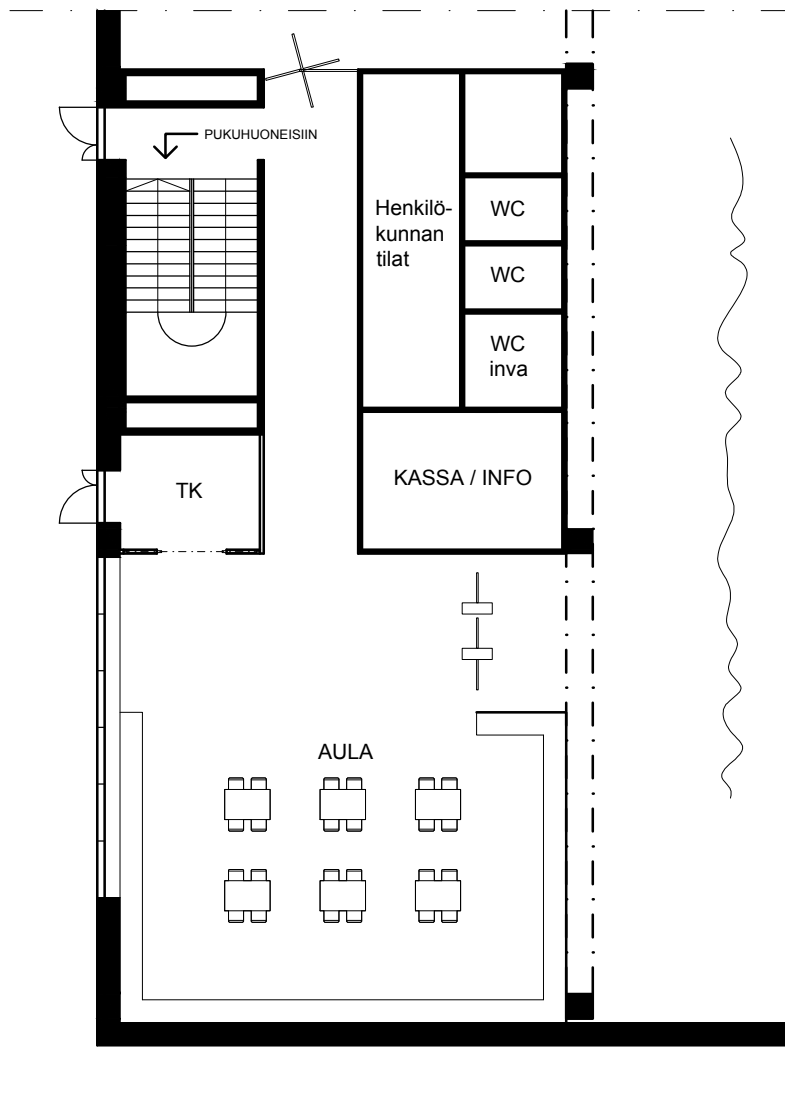 PUKUHUONEISIIN
Henkilö-
kunnan
tilat
WC
WC
WC
inva
TK
KASSA / INFO
AULA